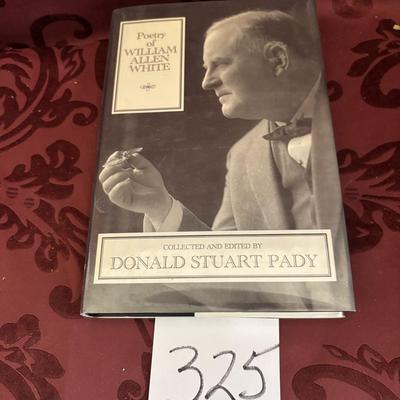 Poetry
of
WILLIAM
ALLEN
WHITE
COLLECTED AND EDITED BY
DONALD STUART PADY
325